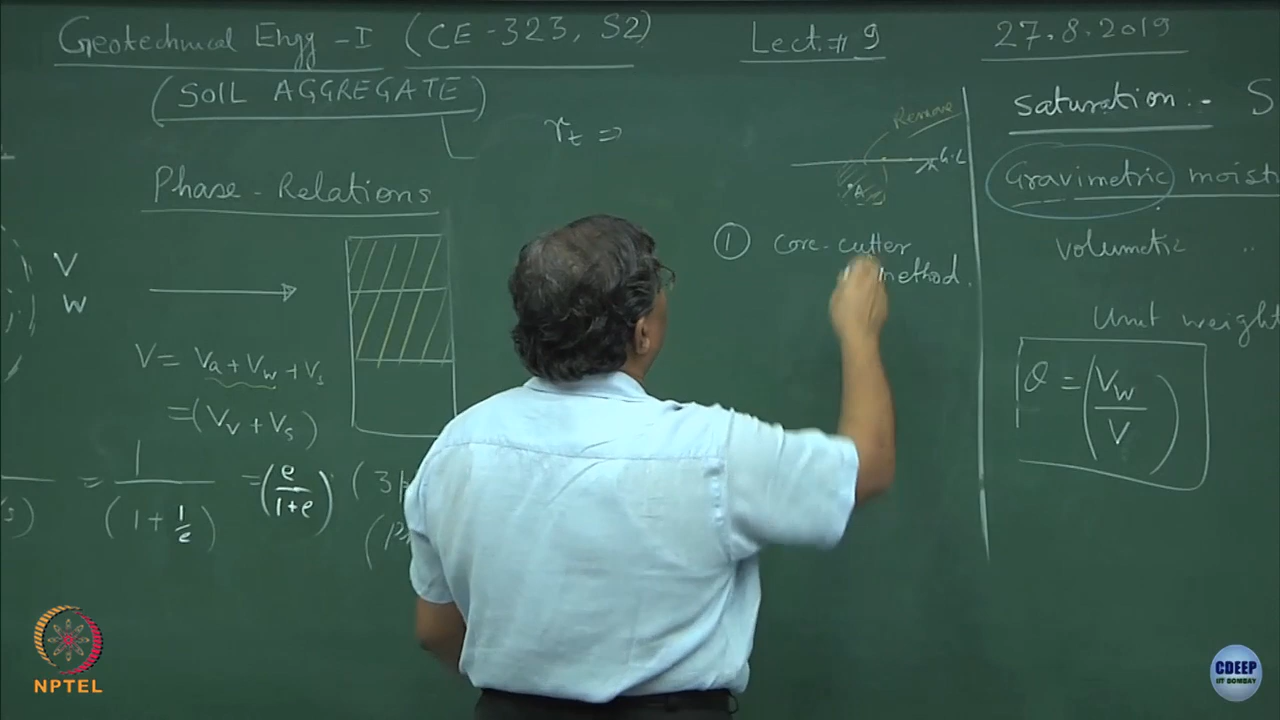 Geotechnical Engg - I (CE - 323, S2)
Lect. # 9
27.8.2019
(SOIL AGGREGATE)
Phase - Relations
V
W
V = Va + Vw + Vs
= (Vv + Vs)
s) = 1 / (1 + 1/e) = (e / 1+e)
(3
γt =
Remove
G.L
A
① Core-cutter
method.
Saturation :- S
Gravimetric moist
volumetric "
Unit weight
θ = (Vw / V)
NPTEL
CDEEP
IIT BOMBAY